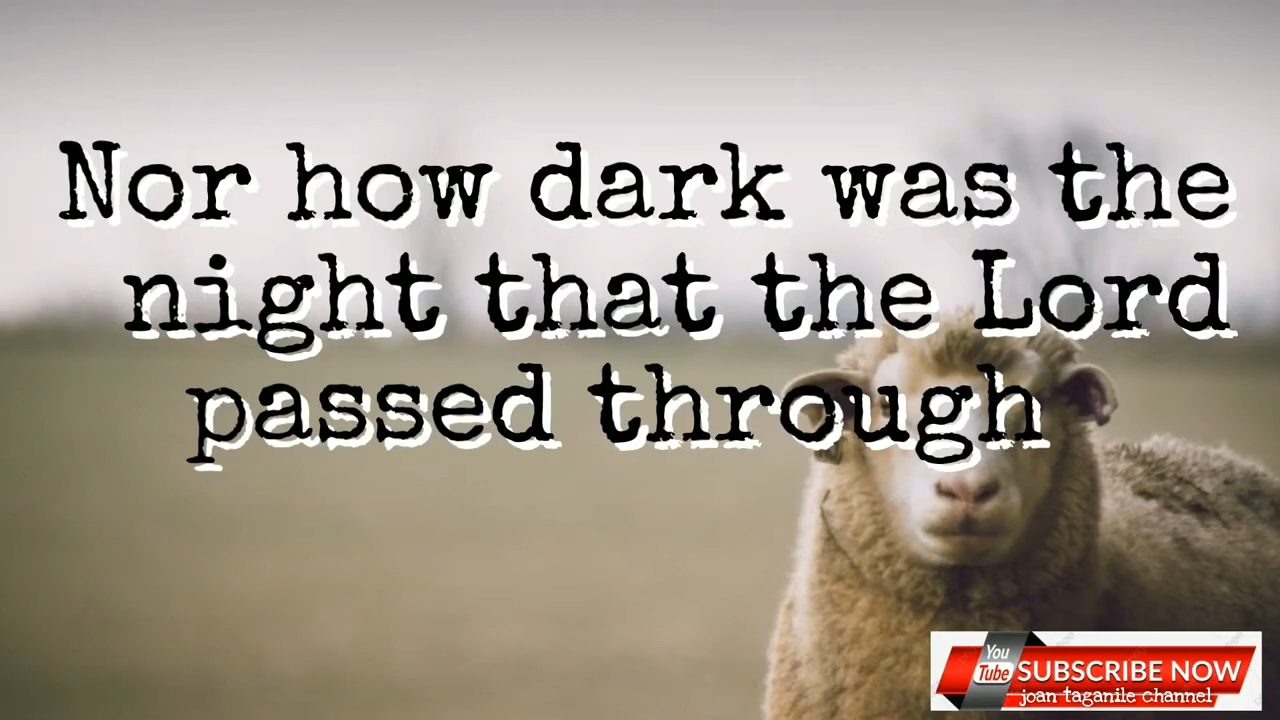 Nor how dark was the
night that the Lord
passed through
You
Tube
SUBSCRIBE NOW
joan taganile channel